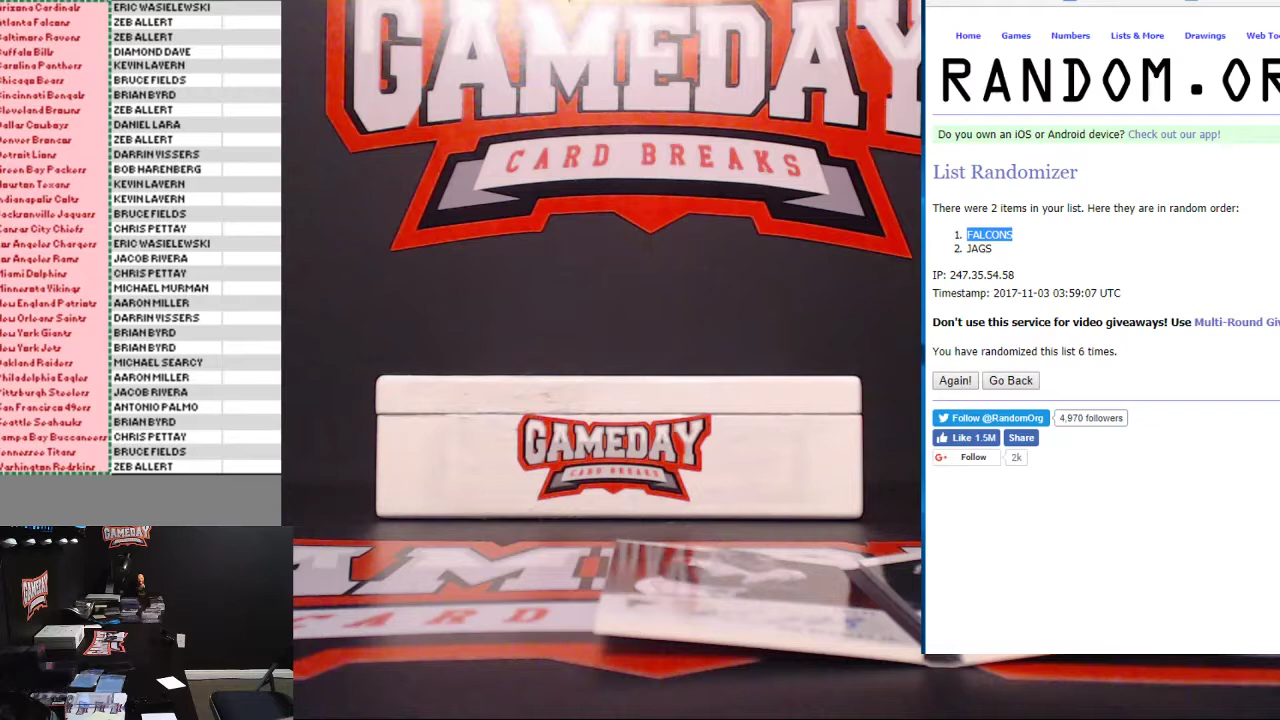 Arizona Cardinals ERIC WASIELEWSKI
Atlanta Falcons ZEB ALLERT
Baltimore Ravens ZEB ALLERT
Buffalo Bills DIAMOND DAVE
Carolina Panthers KEVIN LAVERN
Chicago Bears BRUCE FIELDS
Cincinnati Bengals BRIAN BYRD
Cleveland Browns ZEB ALLERT
Dallas Cowboys DANIEL LARA
Denver Broncos ZEB ALLERT
Detroit Lions DARRIN VISSERS
Green Bay Packers BOB HARENBERG
Houston Texans KEVIN LAVERN
Indianapolis Colts KEVIN LAVERN
Jacksonville Jaguars BRUCE FIELDS
Kansas City Chiefs CHRIS PETTAY
Los Angeles Chargers ERIC WASIELEWSKI
Los Angeles Rams JACOB RIVERA
Miami Dolphins CHRIS PETTAY
Minnesota Vikings MICHAEL MURMAN
New England Patriots AARON MILLER
New Orleans Saints DARRIN VISSERS
New York Giants BRIAN BYRD
New York Jets BRIAN BYRD
Oakland Raiders MICHAEL SEARCY
Philadelphia Eagles AARON MILLER
Pittsburgh Steelers JACOB RIVERA
San Francisco 49ers ANTONIO PALMO
Seattle Seahawks BRIAN BYRD
Tampa Bay Buccaneers CHRIS PETTAY
Tennessee Titans BRUCE FIELDS
Washington Redskins ZEB ALLERT
GAMEDAY
CARD BREAKS
GAMEDAY
CARD BREAKS
CARD
GAMEDAY
GAMEDAY
Home Games Numbers Lists & More Drawings Web To
RANDOM.OR
Do you own an iOS or Android device? Check out our app!
List Randomizer
There were 2 items in your list. Here they are in random order:
1. FALCONS
2. JAGS
IP: 247.35.54.58
Timestamp: 2017-11-03 03:59:07 UTC
Don't use this service for video giveaways! Use Multi-Round Gi
You have randomized this list 6 times.
Again! Go Back
Follow @RandomOrg 4,970 followers
Like 1.5M Share
G+ Follow 2k